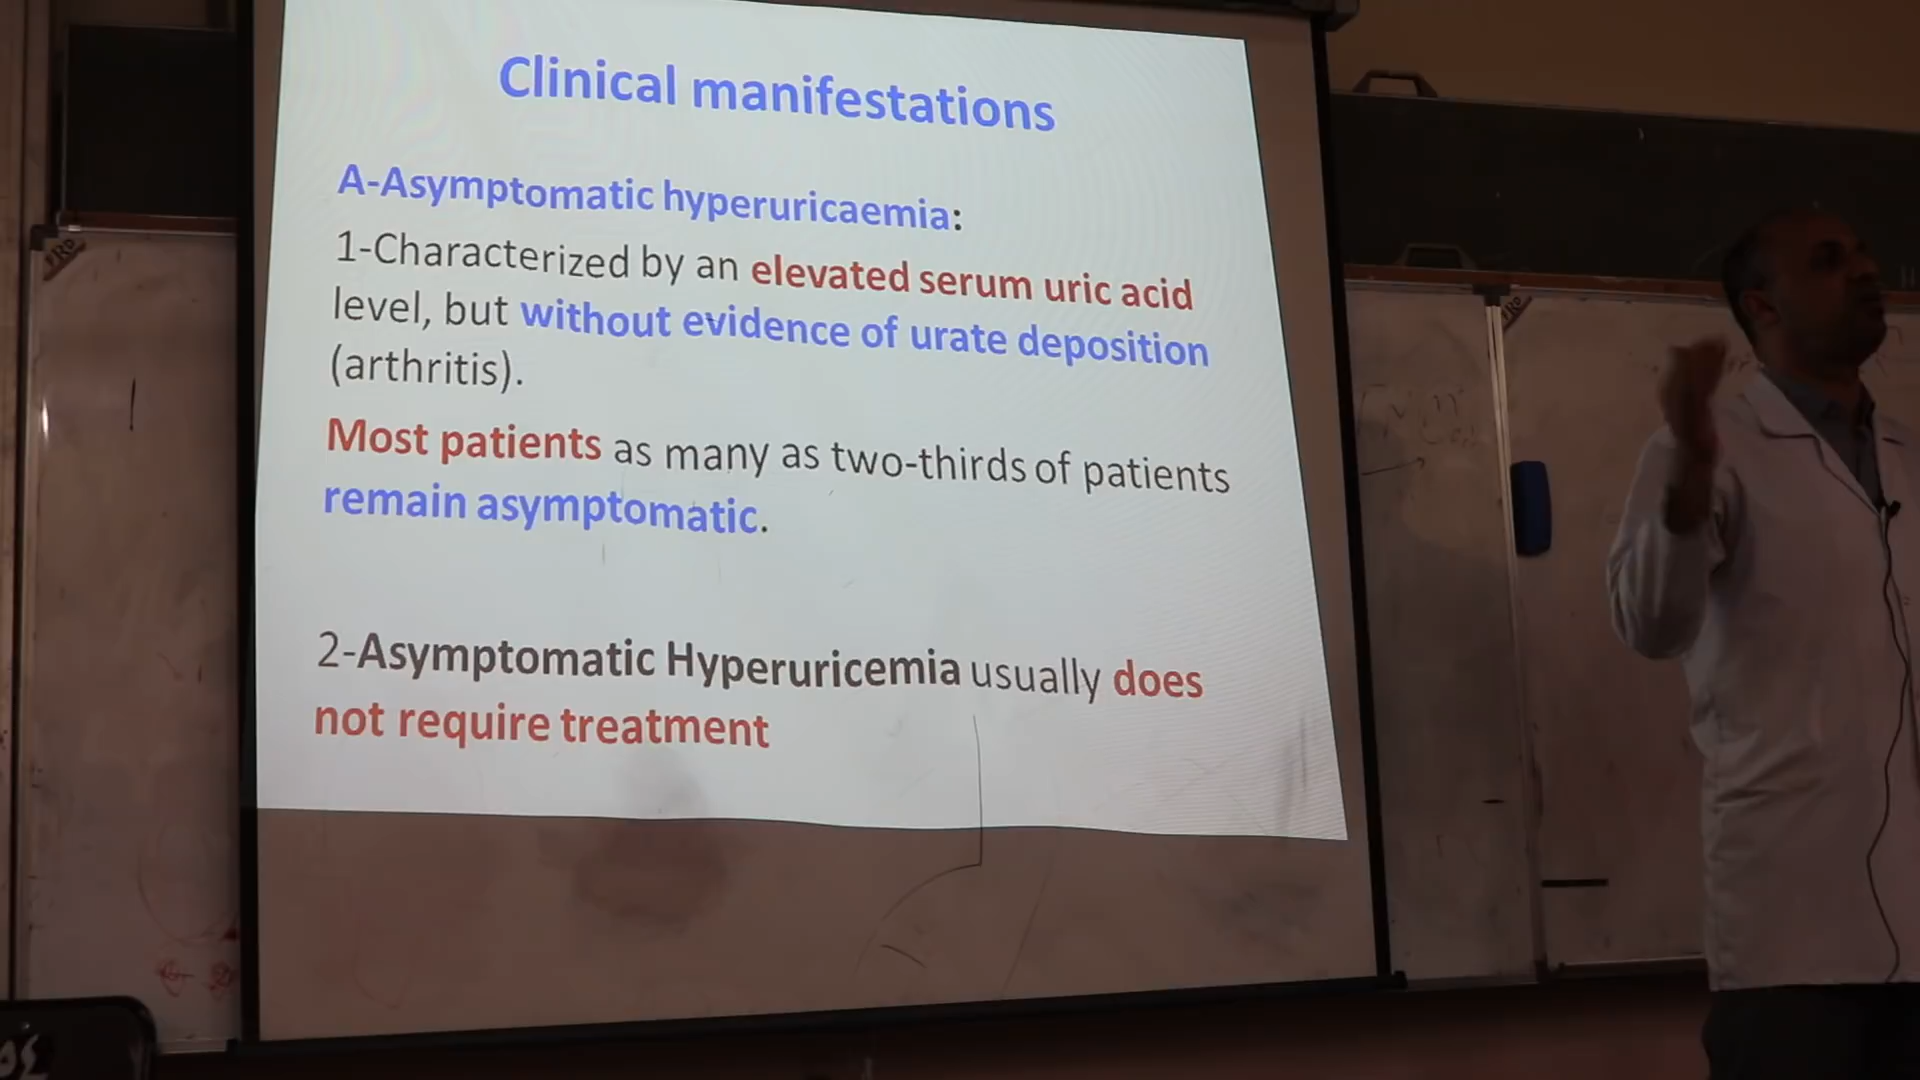 Clinical manifestations
A-Asymptomatic hyperuricaemia:
1-Characterized by an elevated serum uric acid
level, but without evidence of urate deposition
(arthritis).
Most patients as many as two-thirds of patients
remain asymptomatic.
2-Asymptomatic Hyperuricemia usually does
not require treatment